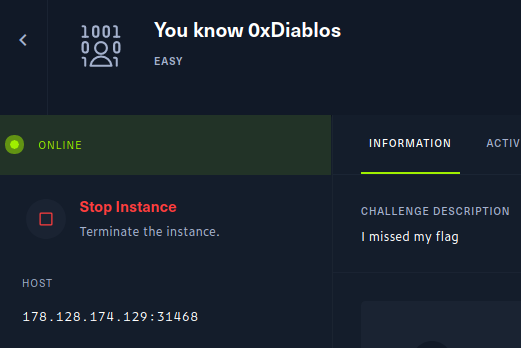 1001
0 0
You know 0xDiablos
EASY
ONLINE
INFORMATION
ACTIV
Stop Instance
Terminate the instance.
CHALLENGE DESCRIPTION
I missed my flag
HOST
178.128.174.129:31468